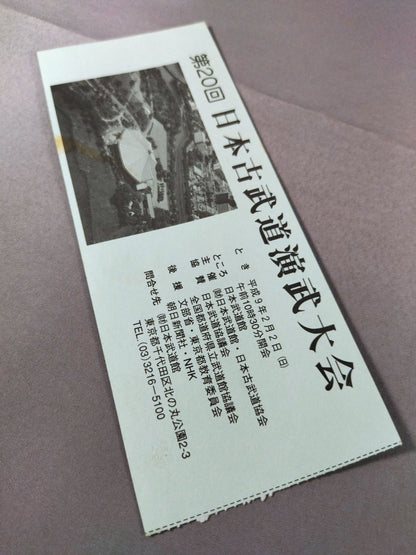 第20回 日本古武道演武大会
とき 平成9年2月2日(日)
午前10時30分開会
ところ 日本武道館
主催 (財)日本武道館・日本古武道協会
日本武道協議会
協賛 全国都道府県立武道館協議会
後援 文部省・東京都教育委員会
朝日新聞社・NHK
問合せ先 (財)日本武道館
東京都千代田区北の丸公園2-3
TEL.(03)3216-5100